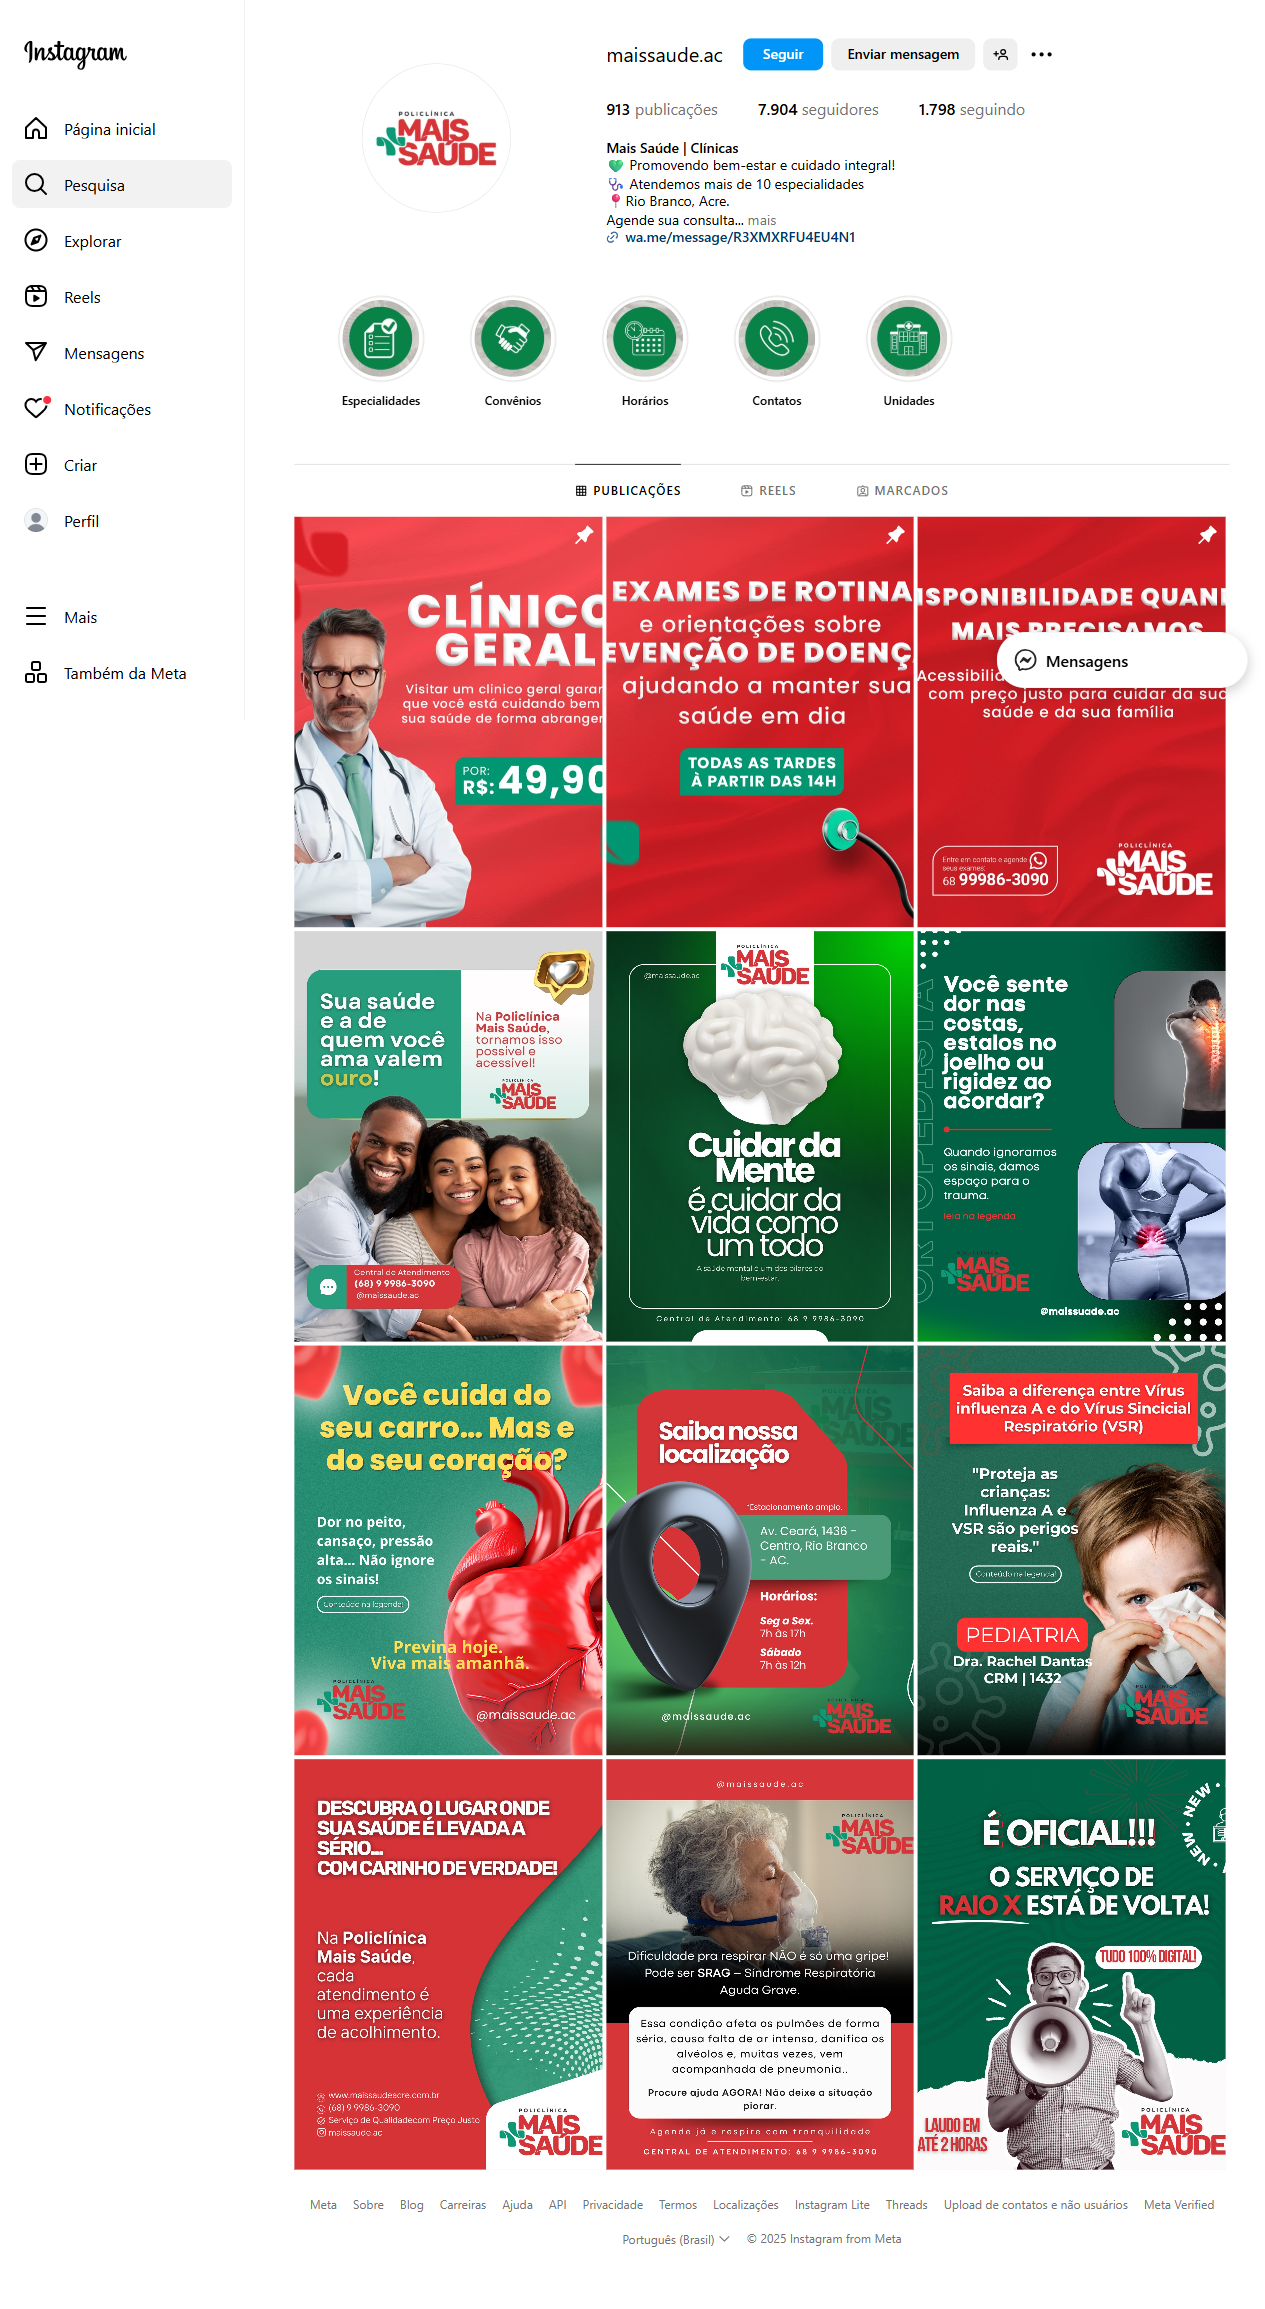 Instagram
Página inicial
Pesquisa
Explorar
Reels
Mensagens
Notificações
Criar
Perfil
Mais
Também da Meta
POLICLÍNICA
MAIS
SAÚDE
maissaude.ac
Seguir
Enviar mensagem
913 publicações
7.904 seguidores
1.798 seguindo
Mais Saúde | Clínicas
Promovendo bem-estar e cuidado integral!
Atendemos mais de 10 especialidades
Rio Branco, Acre.
Agende sua consulta... mais
wa.me/message/R3XMXRFU4EU4N1
Especialidades
Convênios
Horários
Contatos
Unidades
PUBLICAÇÕES
REELS
MARCADOS
CLÍNICO
GERAL
Visitar um clínico geral garan
que você está cuidando bem
sua saúde de forma abranger
POR:
R$: 49,90
EXAMES DE ROTINA
e orientações sobre
EVENÇÃO DE DOENÇ
ajudando a manter sua
saúde em dia
TODAS AS TARDES
À PARTIR DAS 14H
ISPONIBILIDADE QUAN
MAIS PRECISAMOS
Acessibili
com preço justo para cuidar da sua
saúde e da sua família
Entre em contato e agende
seus exames:
68 99986-3090
POLICLÍNICA
MAIS
SAÚDE
Mensagens
Sua saúde
e a de
quem você
ama valem
ouro!
Na Policlínica
Mais Saúde,
tornamos isso
possível e
acessível!
POLICLÍNICA
MAIS
SAÚDE
Central de Atendimento
(68) 9 9986-3090
@maissaude.ac
POLICLÍNICA
MAIS
SAÚDE
@maissaude.ac
Cuidar da
Mente
é cuidar da
vida como
um todo
A saúde mental é um dos pilares do
bem-estar.
Central de Atendimento: 68 9 9986-3090
ORTOPEDISTA
Você sente
dor nas
costas,
estalos no
joelho ou
rigidez ao
acordar?
Quando ignoramos
os sinais, damos
espaço para o
trauma.
leia na legenda
POLICLÍNICA
MAIS
SAÚDE
@maissuade.ac
Você cuida do
seu carro... Mas e
do seu coração?
Dor no peito,
cansaço, pressão
alta... Não ignore
os sinais!
Conteúdo na legenda!
Previna hoje.
Viva mais amanhã.
POLICLÍNICA
MAIS
SAÚDE
@maissaude.ac
MAIS
SAÚDE
Saiba nossa
localização
*Estacionamento amplo.
Av. Ceará, 1436 -
Centro, Rio Branco
- AC.
Horários:
Seg a Sex.
7h às 17h
Sábado
7h às 12h
@maissaude.ac
POLICLÍNICA
MAIS
SAÚDE
Saiba a diferença entre Vírus
influenza A e do Vírus Sincicial
Respiratório (VSR)
"Proteja as
crianças:
Influenza A e
VSR são perigos
reais."
Conteúdo na legenda!
PEDIATRIA
Dra. Rachel Dantas
CRM | 1432
POLICLÍNICA
MAIS
SAÚDE
DESCUBRA O LUGAR ONDE
SUA SAÚDE É LEVADA A
SÉRIO...
COM CARINHO DE VERDADE!
Na Policlínica
Mais Saúde,
cada
atendimento é
uma experiência
de acolhimento.
www.maissaudeacre.com.br
(68) 9 9986-3090
Serviço de Qualidadecom Preço Justo
maissaude.ac
POLICLÍNICA
MAIS
SAÚDE
@maissaude.ac
POLICLÍNICA
MAIS
SAÚDE
Dificuldade pra respirar NÃO é só uma gripe!
Pode ser SRAG – Síndrome Respiratória
Aguda Grave.
Essa condição afeta os pulmões de forma
séria, causa falta de ar intensa, danifica os
alvéolos e, muitas vezes, vem
acompanhada de pneumonia..
Procure ajuda AGORA! Não deixe a situação
piorar.
Agende já e respire com tranquilidade
CENTRAL DE ATENDIMENTO: 68 9 9986-3090
NEW • NEW • NEW
É OFICIAL!!!
O SERVIÇO DE
RAIO X ESTÁ DE VOLTA!
TUDO 100% DIGITAL!
LAUDO EM
ATÉ 2 HORAS
POLICLÍNICA
MAIS
SAÚDE
Meta Sobre Blog Carreiras Ajuda API Privacidade Termos Localizações Instagram Lite Threads Upload de contatos e não usuários Meta Verified
Português (Brasil) © 2025 Instagram from Meta